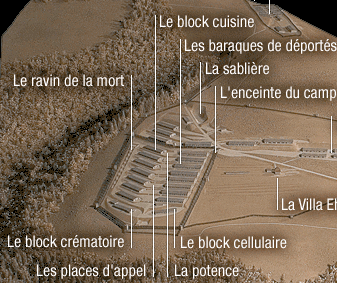 Le block cuisine
Les baraques de déportés
La sablière
Le ravin de la mort
L'enceinte du camp
La Villa
Le block crématoire
Le block cellulaire
Les places d'appel
La potence